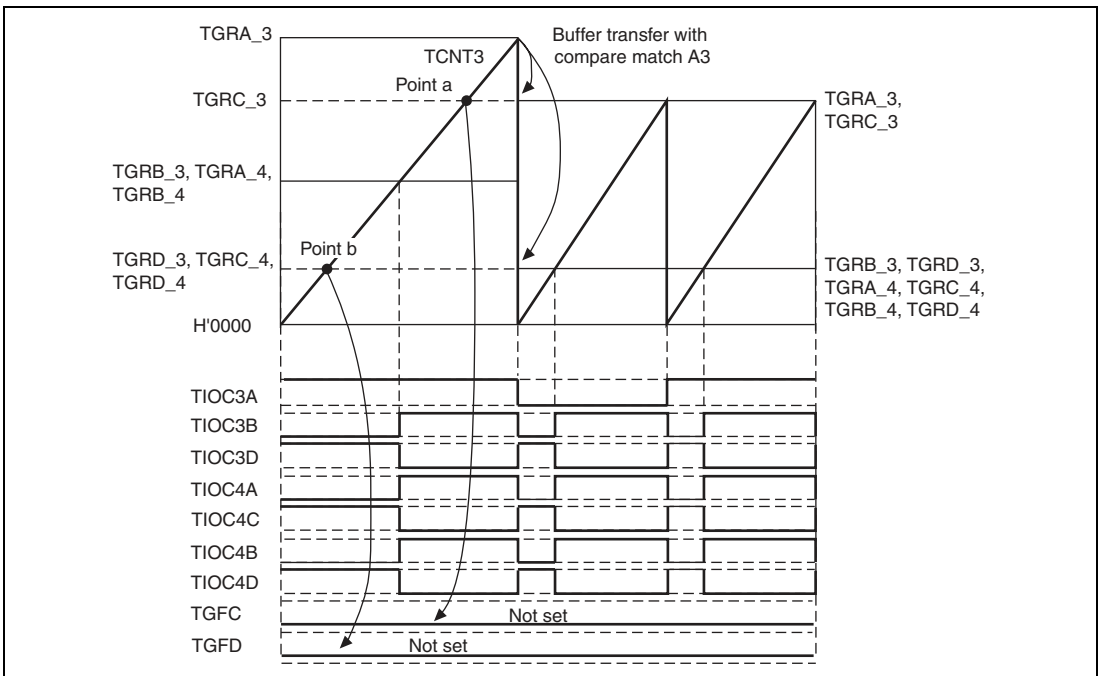 TGRA_3
TCNT3
Buffer transfer with
compare match A3
Point a
TGRC_3
TGRA_3,
TGRC_3
TGRB_3, TGRA_4,
TGRB_4
Point b
TGRD_3, TGRC_4,
TGRD_4
TGRB_3, TGRD_3,
TGRA_4, TGRC_4,
TGRB_4, TGRD_4
H'0000
TIOC3A
TIOC3B
TIOC3D
TIOC4A
TIOC4C
TIOC4B
TIOC4D
TGFC
Not set
TGFD
Not set